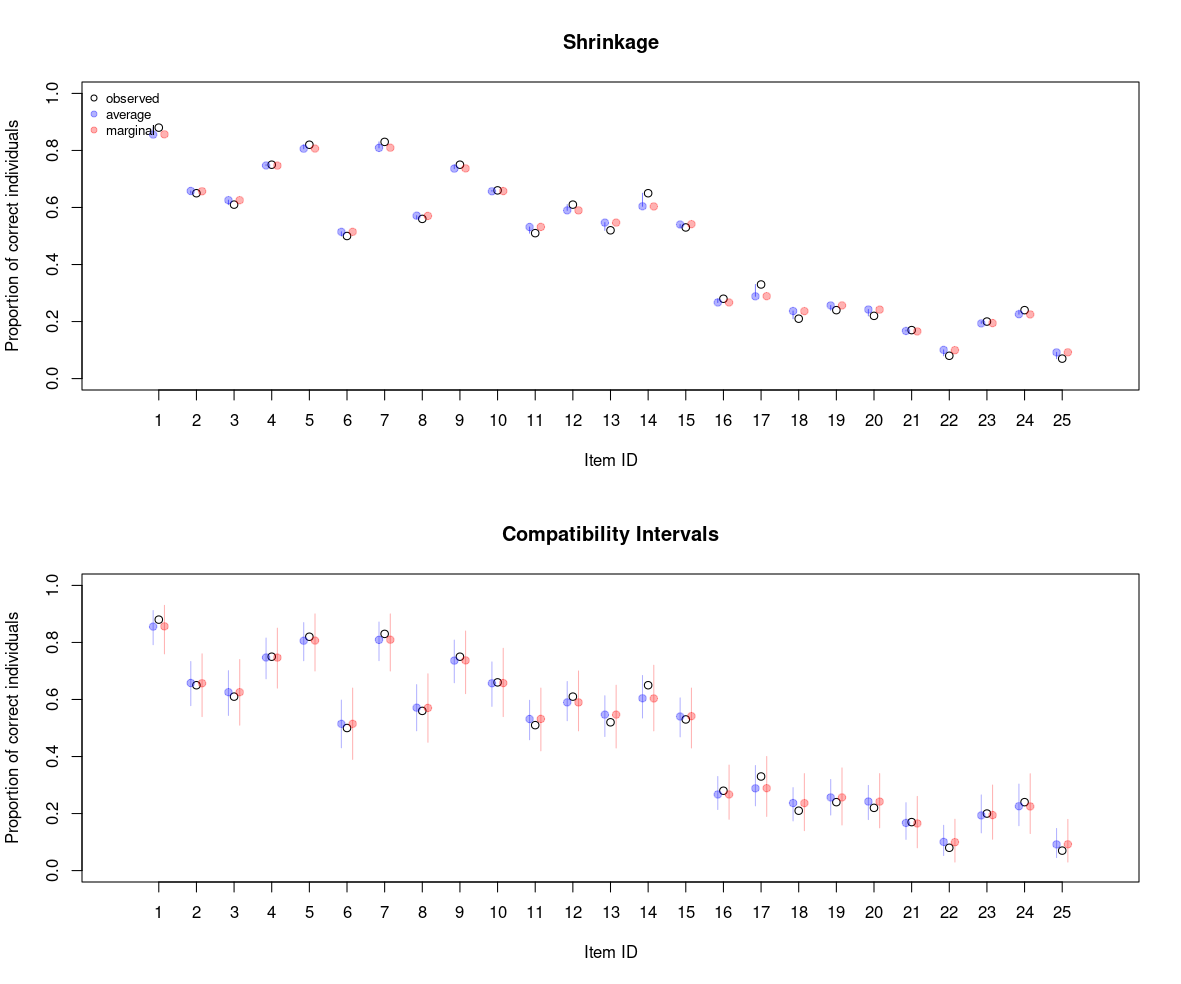 Shrinkage
Proportion of correct individuals
1.0
0.8
0.6
0.4
0.2
0.0
observed
average
marginal
1 2 3 4 5 6 7 8 9 10 11 12 13 14 15 16 17 18 19 20 21 22 23 24 25
Item ID
Compatibility Intervals
Proportion of correct individuals
1.0
0.8
0.6
0.4
0.2
0.0
1 2 3 4 5 6 7 8 9 10 11 12 13 14 15 16 17 18 19 20 21 22 23 24 25
Item ID